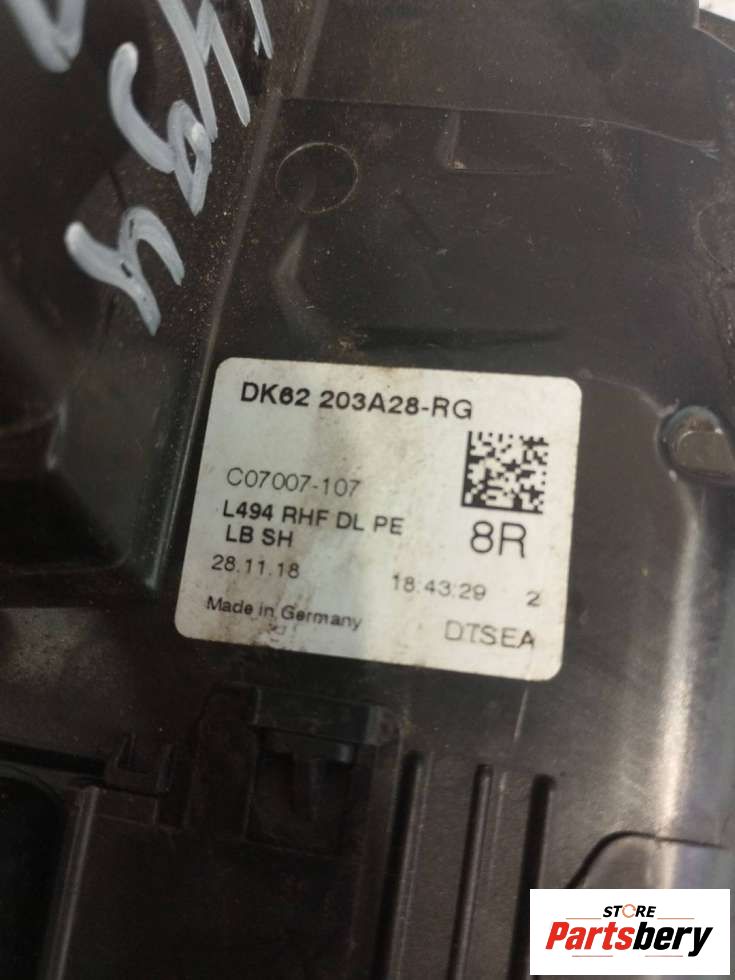 DK62 203A28-RG
C07007-107
L494 RHF DL PE
LB SH
8R
28.11.18 18:43:29 2
Made in Germany DTSEA
STORE
Partsbery